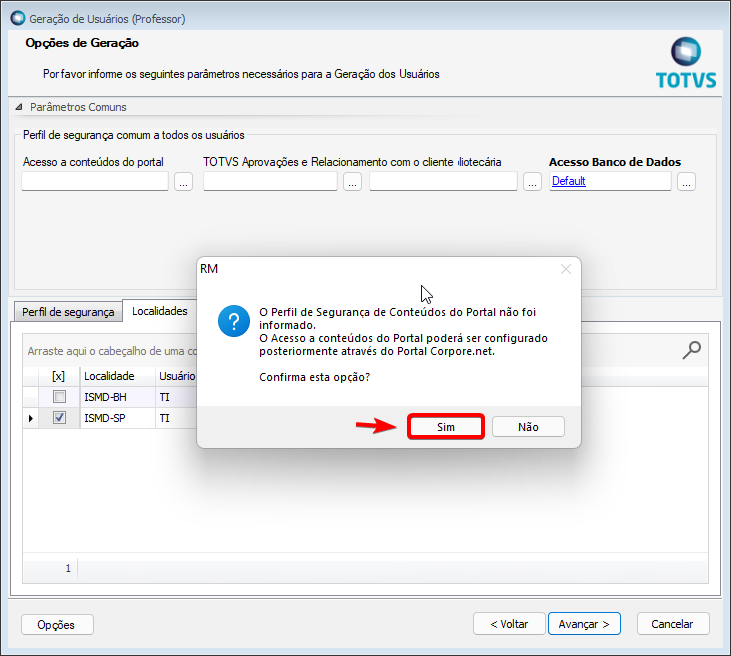 Geração de Usuários (Professor)
Opções de Geração
Por favor informe os seguintes parâmetros necessários para a Geração dos Usuários
TOTVS
Parâmetros Comuns
Perfil de segurança comum a todos os usuários
Acesso a conteúdos do portal
TOTVS Aprovações e Relacionamento com o cliente
liotecária
Acesso Banco de Dados
...
...
...
Default
...
Perfil de segurança
Localidades
Arraste aqui o cabeçalho de uma co
[x]
Localidade
Usuário
ISMD-BH
TI
ISMD-SP
TI
1
RM
O Perfil de Segurança de Conteúdos do Portal não foi
informado.
O Acesso a conteúdos do Portal poderá ser configurado
posteriormente através do Portal Corpore.net.
Confirma esta opção?
Sim
Não
Opções
< Voltar
Avançar >
Cancelar